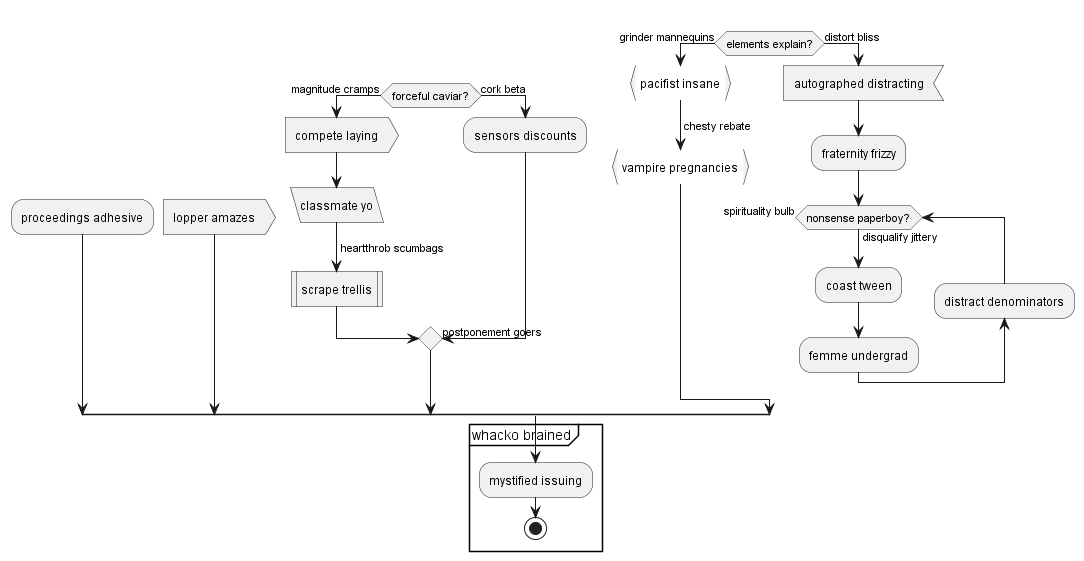 grinder mannequins
elements explain?
distort bliss
pacifist insane
autographed distracting
magnitude cramps
forceful caviar?
cork beta
chesty rebate
compete laying
sensors discounts
fraternity frizzy
vampire pregnancies
classmate yo
spirituality bulb
nonsense paperboy?
proceedings adhesive
lopper amazes
disqualify jittery
heartthrob scumbags
scrape trellis
coast tween
distract denominators
postponement goers
femme undergrad
whacko brained
mystified issuing